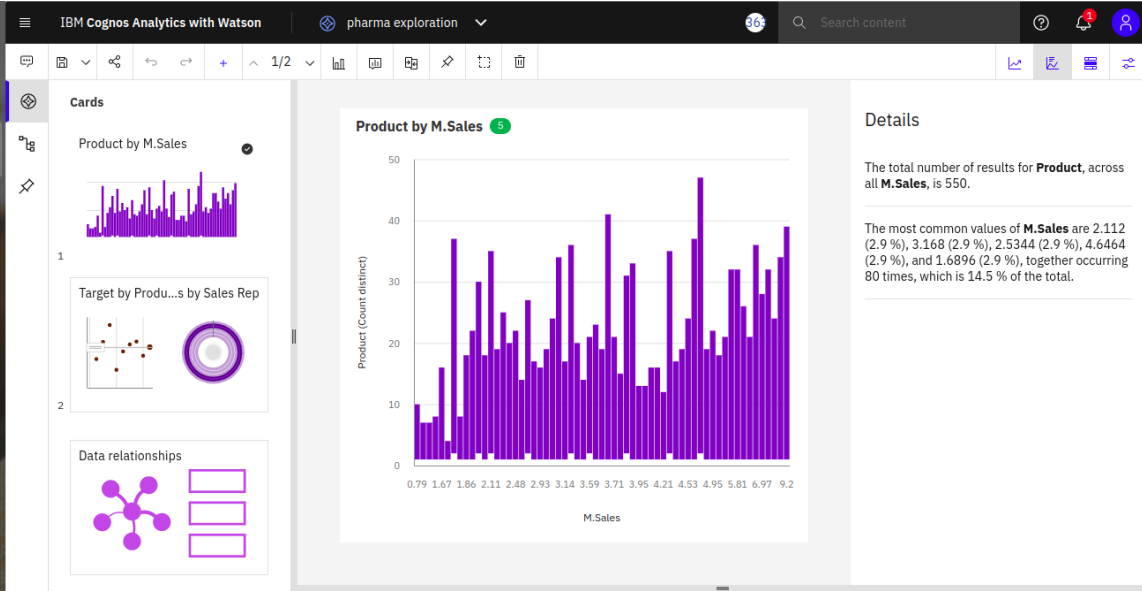 IBM Cognos Analytics with Watson
pharma exploration
363
Search content
1
1/2
Cards
Product by M.Sales
1
Target by Produ...s by Sales Rep
2
Data relationships
Product by M.Sales 5
50
40
30
20
10
0
Product (Count distinct)
0.79 1.67 1.86 2.11 2.48 2.93 3.14 3.59 3.71 3.95 4.21 4.53 4.95 5.81 6.97 9.2
M.Sales
Details
The total number of results for Product, across
all M.Sales, is 550.
The most common values of M.Sales are 2.112
(2.9 %), 3.168 (2.9 %), 2.5344 (2.9 %), 4.6464
(2.9 %), and 1.6896 (2.9 %), together occurring
80 times, which is 14.5 % of the total.